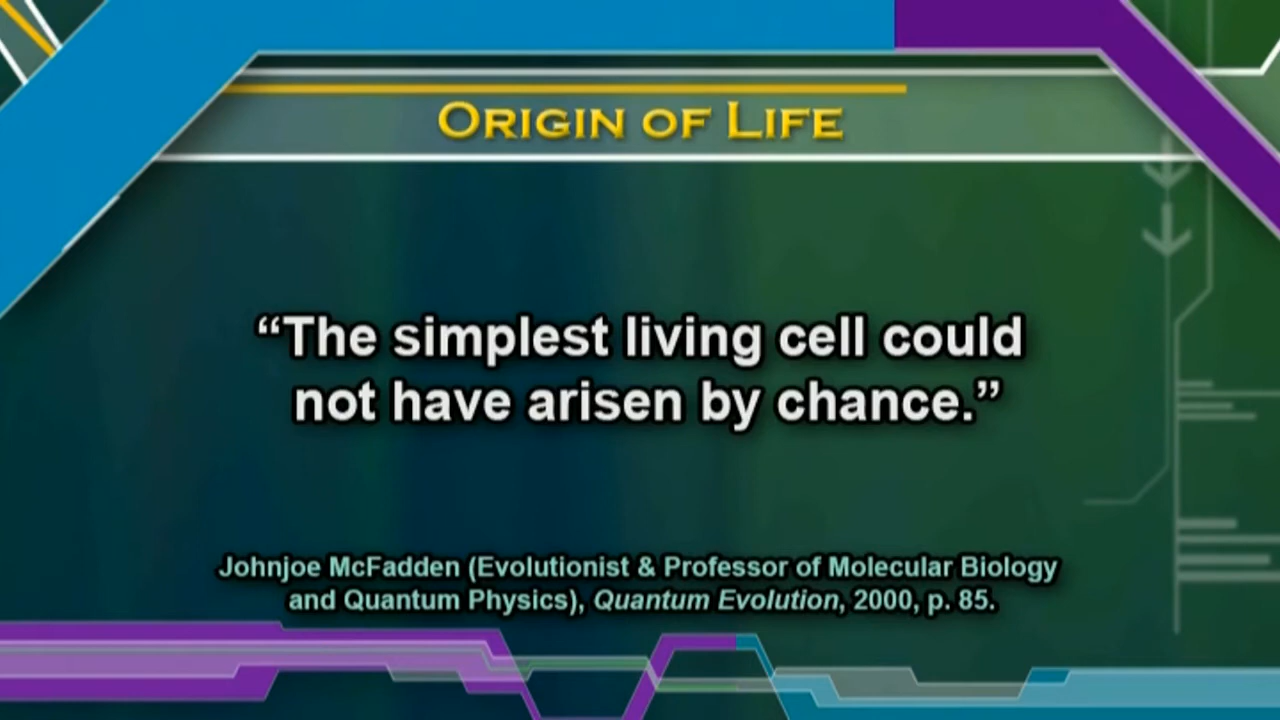 Origin of Life
“The simplest living cell could
not have arisen by chance.”
Johnjoe McFadden (Evolutionist & Professor of Molecular Biology
and Quantum Physics), Quantum Evolution, 2000, p. 85.